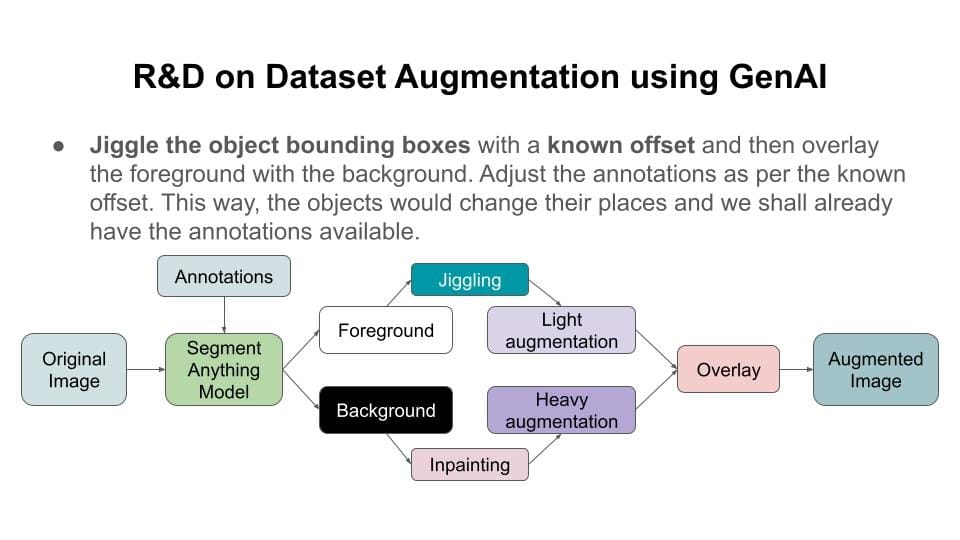 R&D on Dataset Augmentation using GenAI
● Jiggle the object bounding boxes with a known offset and then overlay
the foreground with the background. Adjust the annotations as per the known
offset. This way, the objects would change their places and we shall already
have the annotations available.
Annotations
Jiggling
Original
Image
Segment
Anything
Model
Foreground
Light
augmentation
Background
Heavy
augmentation
Inpainting
Overlay
Augmented
Image